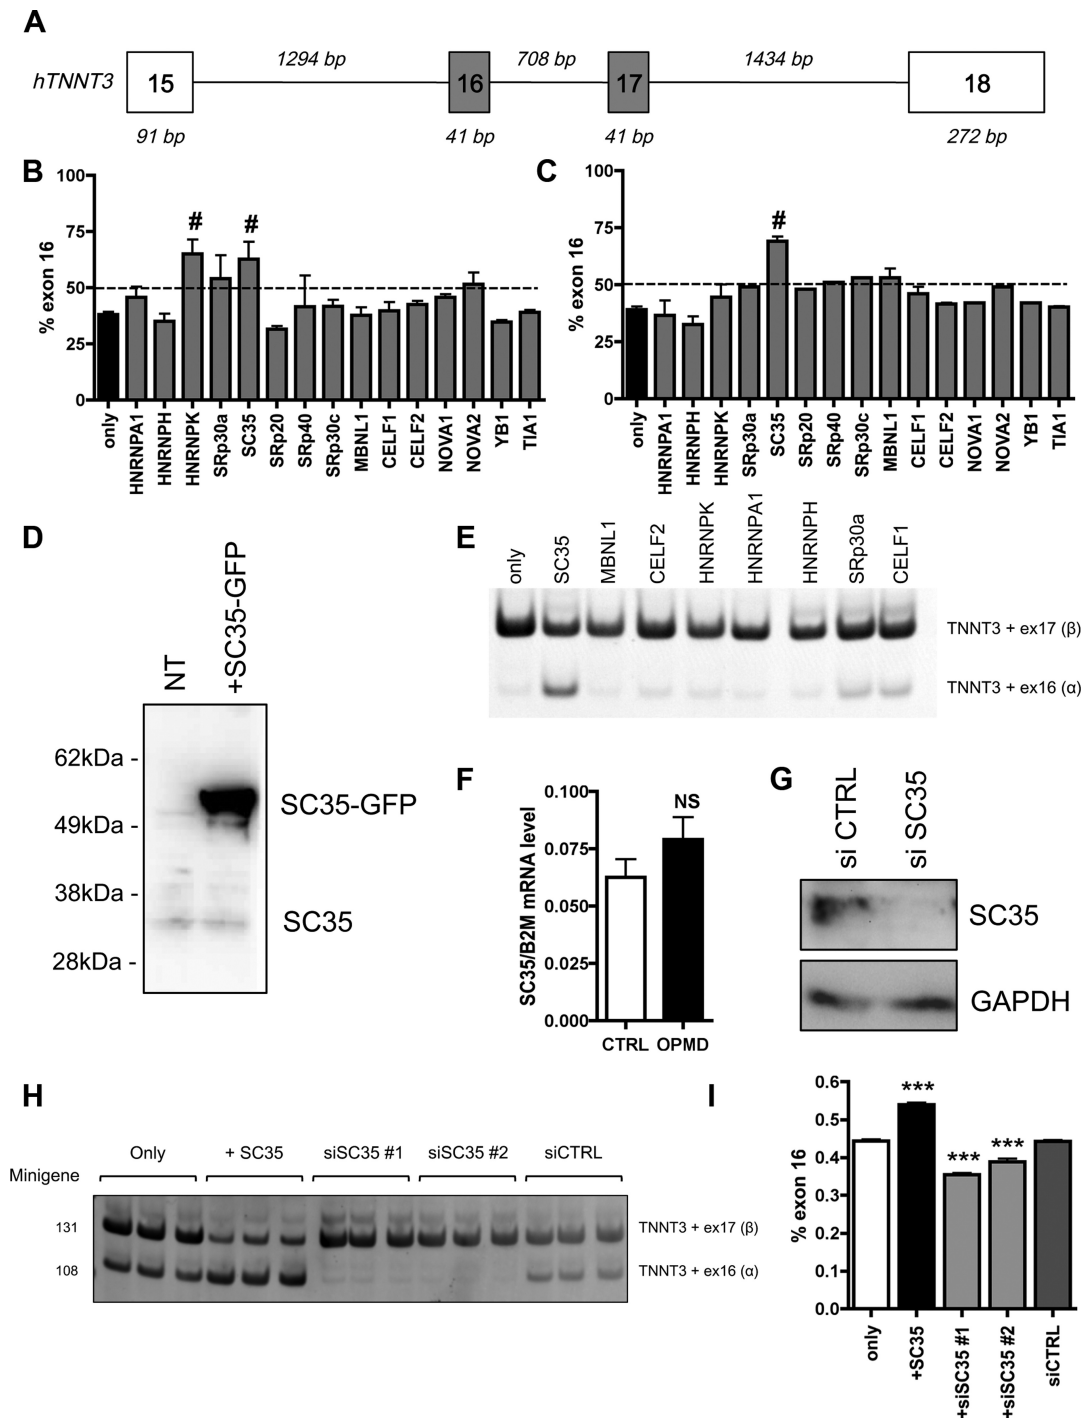 A
hTNNT3
15
1294 bp
16
708 bp
17
1434 bp
18
91 bp
41 bp
41 bp
272 bp
B
% exon 16
100
75
50
25
0
#
#
only
HNRNPA1
HNRNPH
HNRNPK
SRp30a
SC35
SRp20
SRp40
SRp30c
MBNL1
CELF1
CELF2
NOVA1
NOVA2
YB1
TIA1
C
% exon 16
100
75
50
25
0
#
only
HNRNPA1
HNRNPH
HNRNPK
SRp30a
SC35
SRp20
SRp40
SRp30c
MBNL1
CELF1
CELF2
NOVA1
NOVA2
YB1
TIA1
D
NT
+SC35-GFP
62kDa -
49kDa -
38kDa -
28kDa -
SC35-GFP
SC35
E
only
SC35
MBNL1
CELF2
HNRNPK
HNRNPA1
HNRNPH
SRp30a
CELF1
TNNT3 + ex17 (β)
TNNT3 + ex16 (α)
F
SC35/B2M mRNA level
0.100
0.075
0.050
0.025
0.000
NS
CTRL OPMD
G
si CTRL
si SC35
SC35
GAPDH
H
Minigene
Only
+ SC35
siSC35 #1
siSC35 #2
siCTRL
131
108
TNNT3 + ex17 (β)
TNNT3 + ex16 (α)
I
% exon 16
0.6
0.5
0.4
0.3
0.2
0.1
0.0
***
***
***
only
+SC35
+siSC35 #1
+siSC35 #2
siCTRL